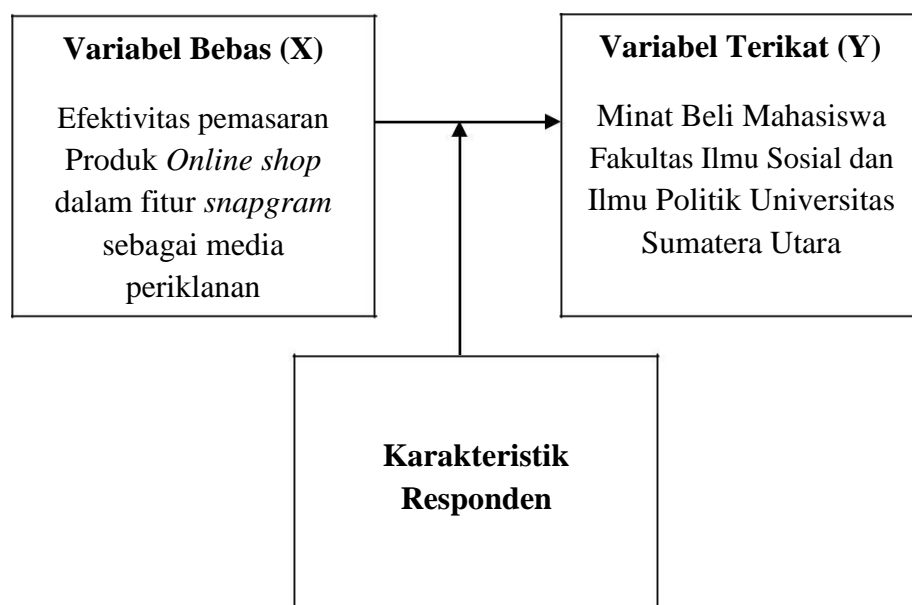 Variabel Bebas (X)
Efektivitas pemasaran
Produk Online shop
dalam fitur snapgram
sebagai media
periklanan
Variabel Terikat (Y)
Minat Beli Mahasiswa
Fakultas Ilmu Sosial dan
Ilmu Politik Universitas
Sumatera Utara
Karakteristik
Responden